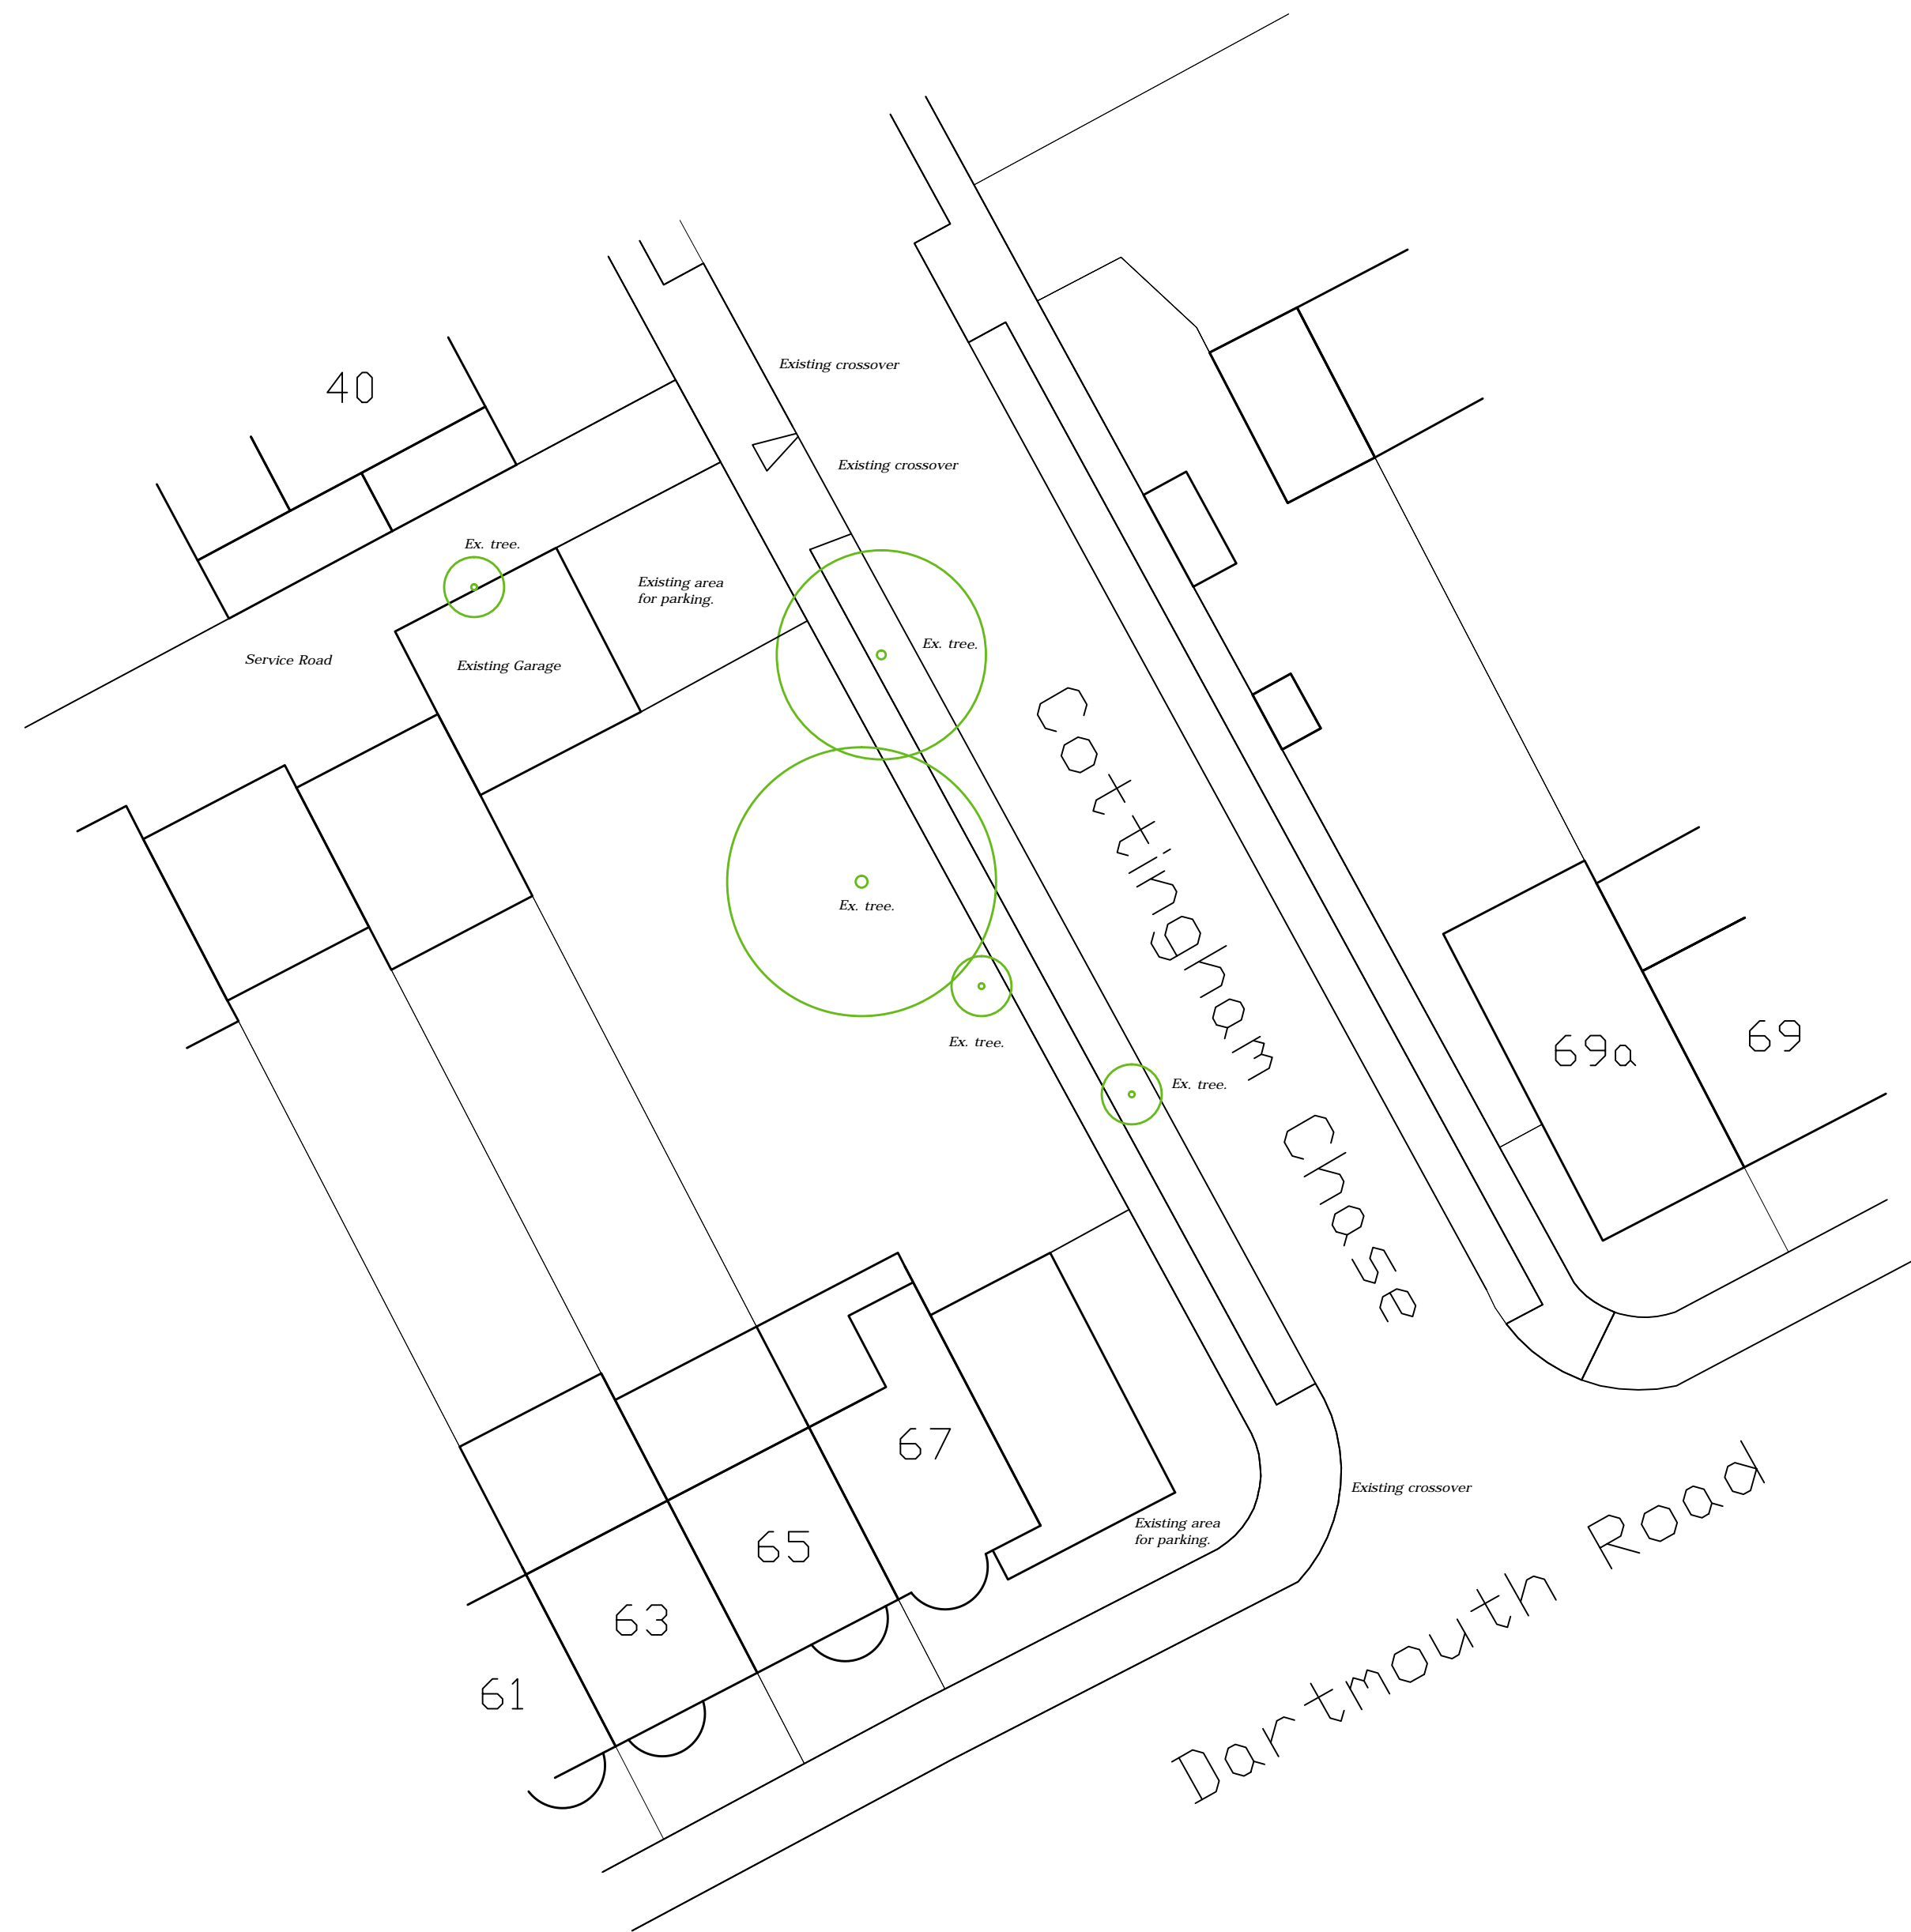 Existing crossover
40
Existing crossover
Ex. tree.
Existing area
for parking.
Ex. tree.
Service Road
Existing Garage
Cottingham Chase
Ex. tree.
Ex. tree.
Ex. tree.
69a
69
67
Existing crossover
Existing area
for parking.
65
63
61
Dartmouth Road